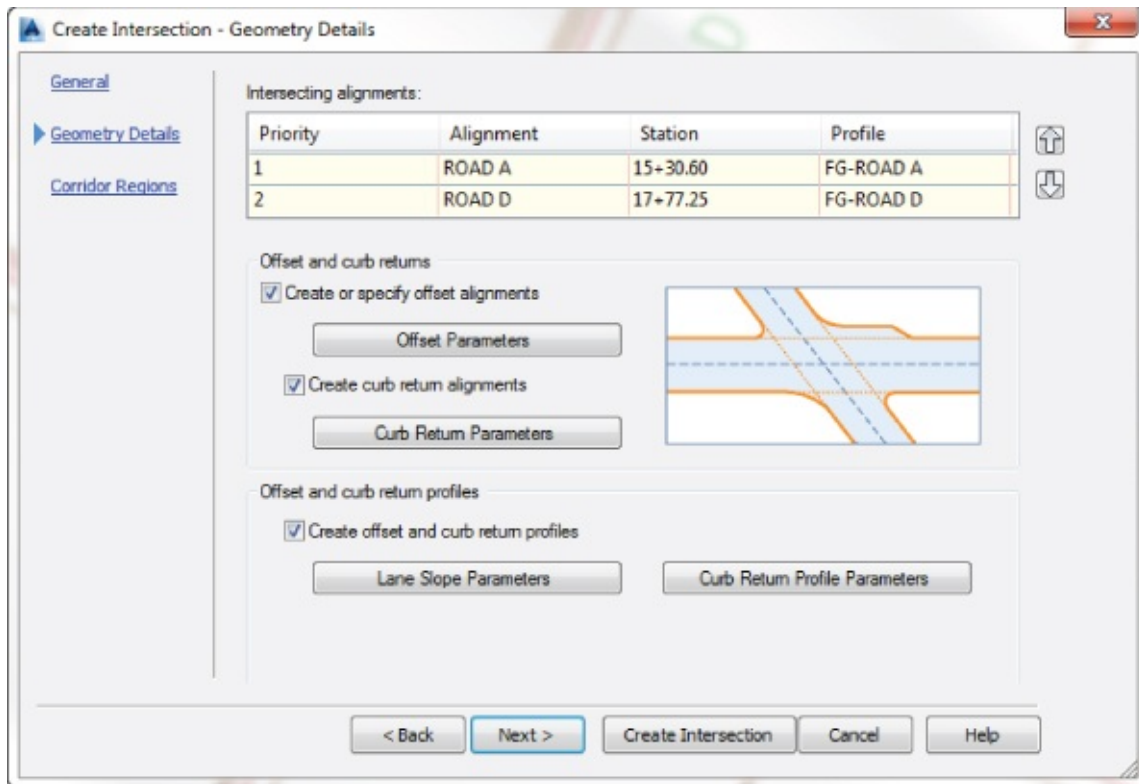 Create Intersection - Geometry Details
General
Geometry Details
Corridor Regions
Intersecting alignments:
Priority Alignment Station Profile
1 ROAD A 15+30.60 FG-ROAD A
2 ROAD D 17+77.25 FG-ROAD D
Offset and curb returns
Create or specify offset alignments
Offset Parameters
Create curb return alignments
Curb Return Parameters
Offset and curb return profiles
Create offset and curb return profiles
Lane Slope Parameters Curb Return Profile Parameters
< Back Next > Create Intersection Cancel Help